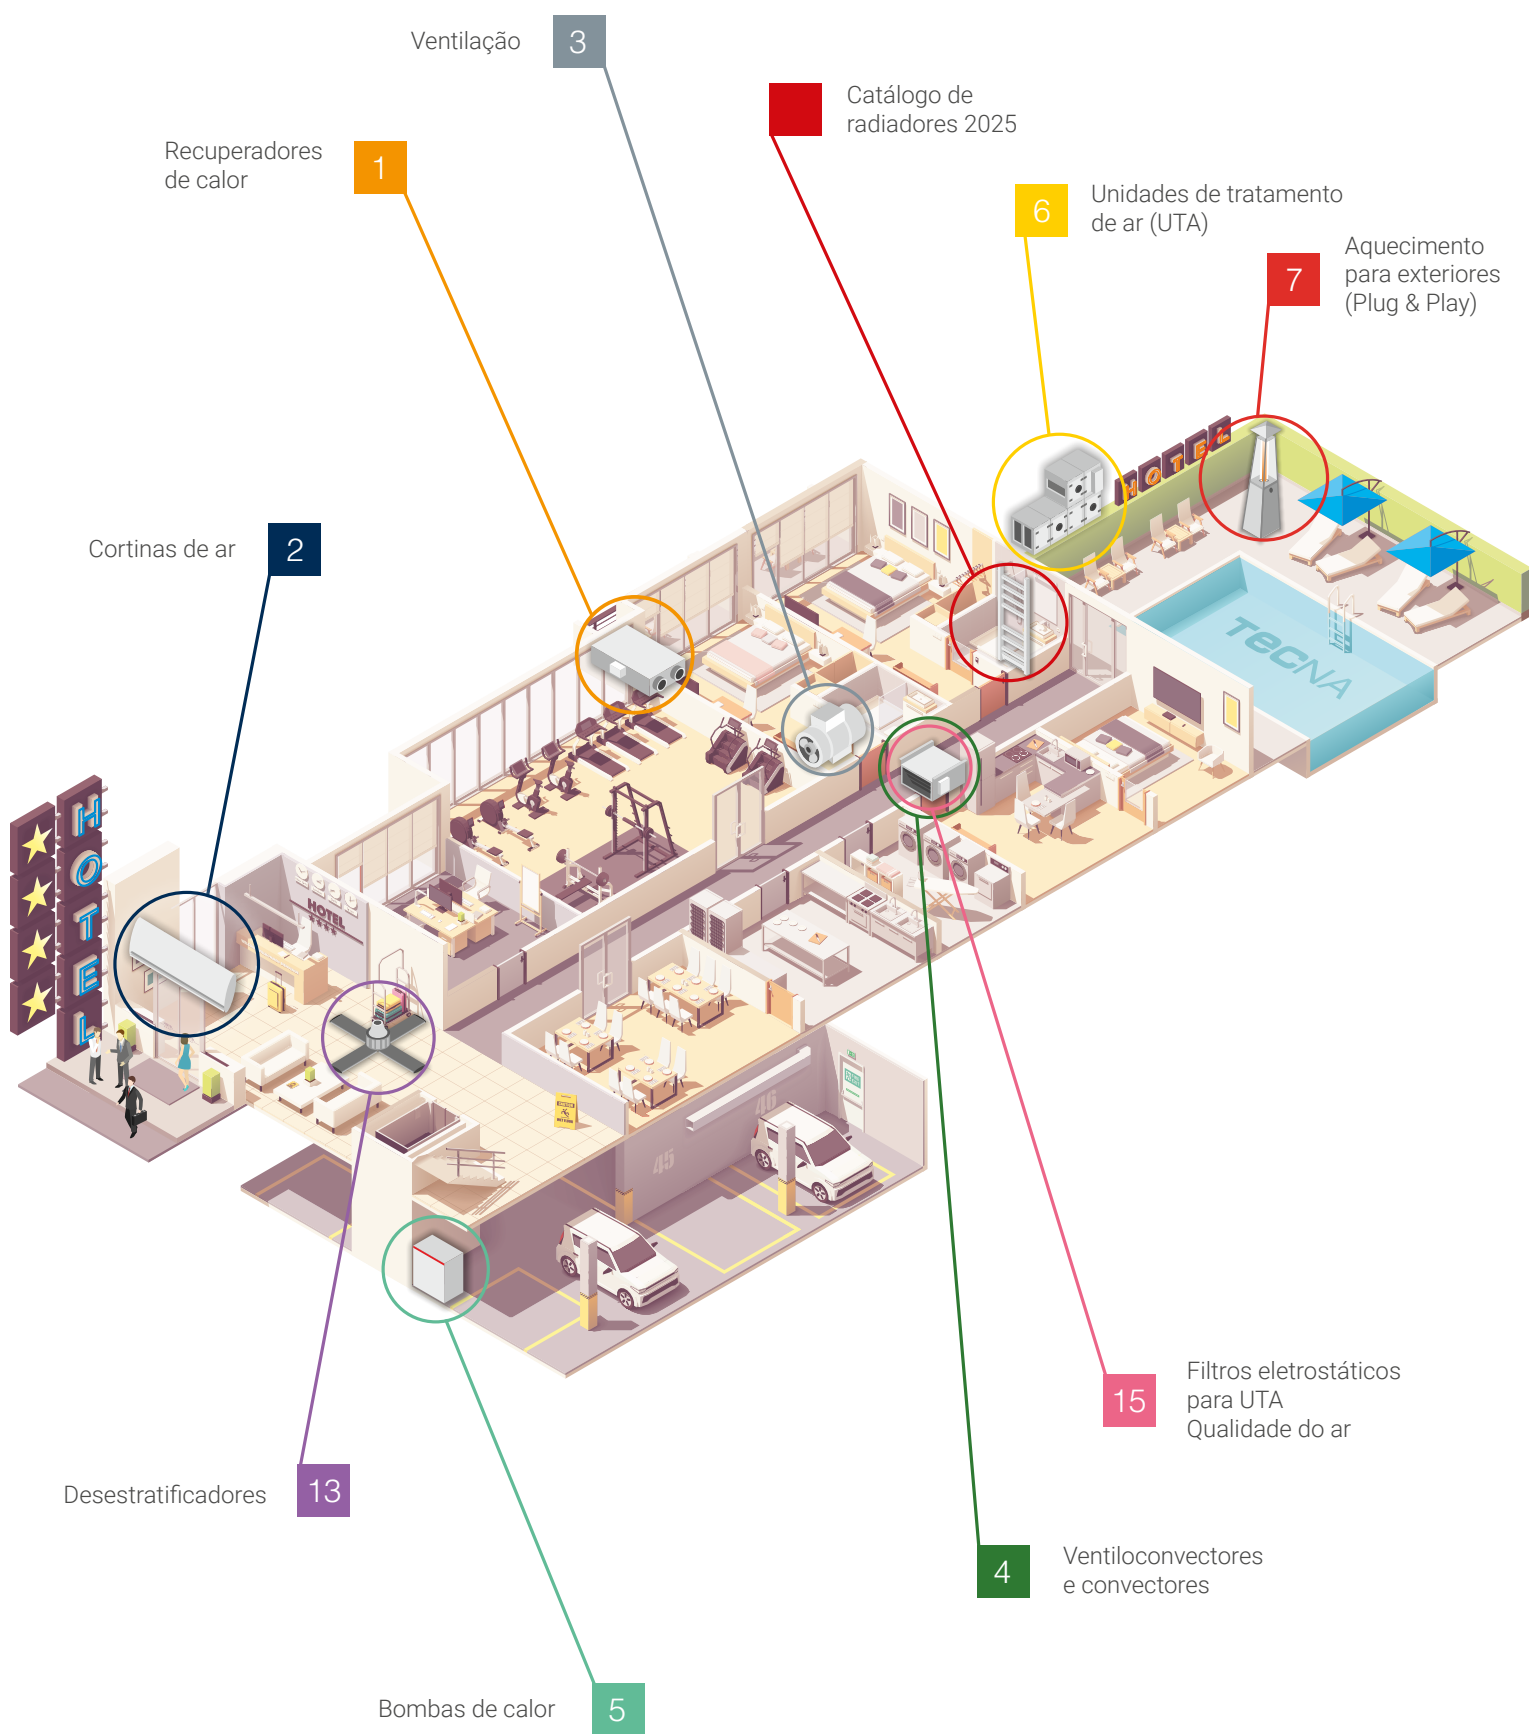 Ventilação
3
Catálogo de
radiadores 2025
Recuperadores
de calor
1
6
Unidades de tratamento
de ar (UTA)
7
Aquecimento
para exteriores
(Plug & Play)
HOTEL
Cortinas de ar
2
TECNA
HOTEL
HOTEL
46
45
15
Filtros eletrostáticos
para UTA
Qualidade do ar
Desestratificadores
13
4
Ventiloconvectores
e convectores
Bombas de calor
5